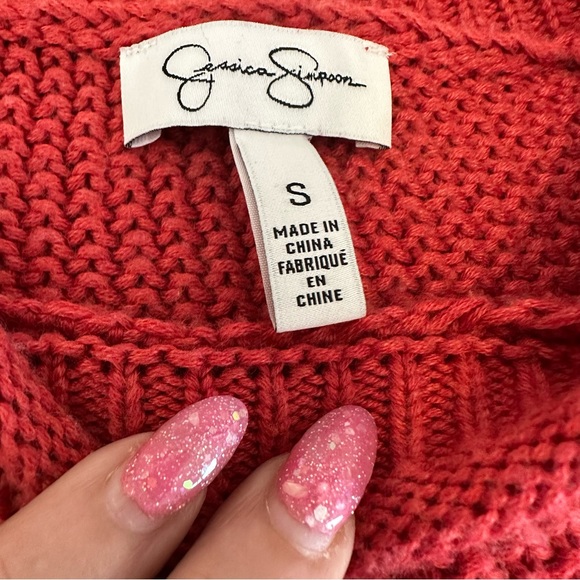 Jessica Simpson
S
MADE IN
CHINA
FABRIQUÉ
EN
CHINE